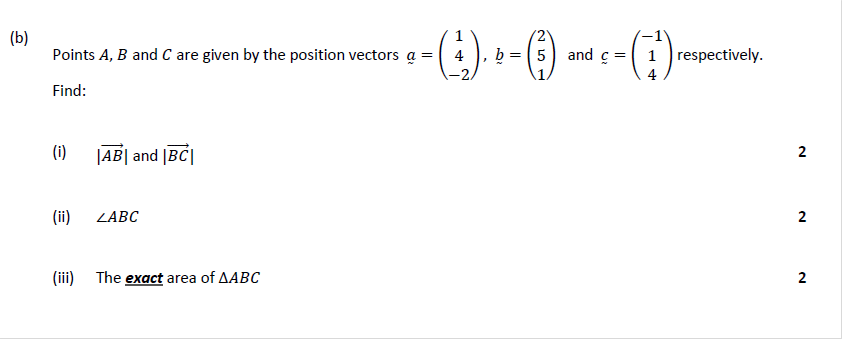 (b)
Points A, B and C are given by the position vectors a̰ = (1 4 −2), b̰ = (2 5 1) and c̰ = (−1 1 4) respectively.
Find:
(i) |AB⃗| and |BC⃗| 2
(ii) ∠ABC 2
(iii) The exact area of ΔABC 2